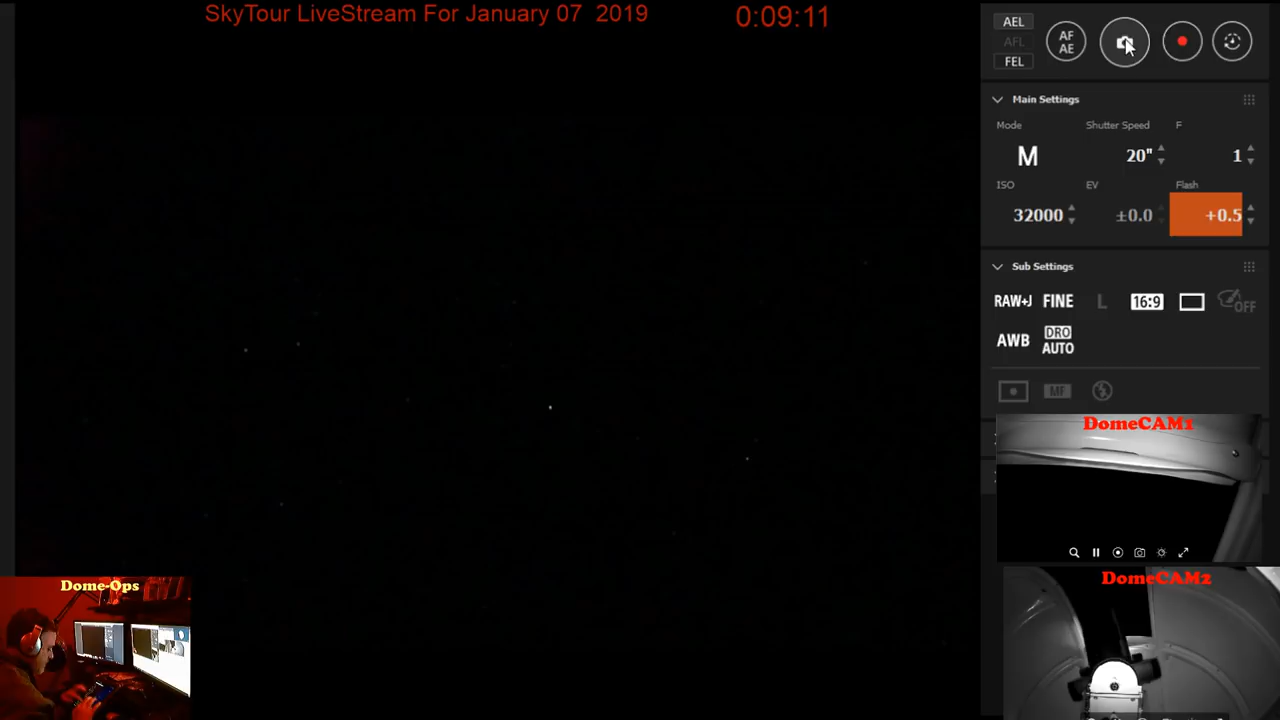 SkyTour LiveStream For January 07 2019
0:09:11
AEL
AFL
FEL
AF
AE
Main Settings
Mode
Shutter Speed
F
M
20"
1
ISO
EV
Flash
32000
±0.0
+0.5
Sub Settings
RAW+J
FINE
L
16:9
OFF
AWB
DRO
AUTO
MF
DomeCAM1
DomeCAM2
Dome-Ops